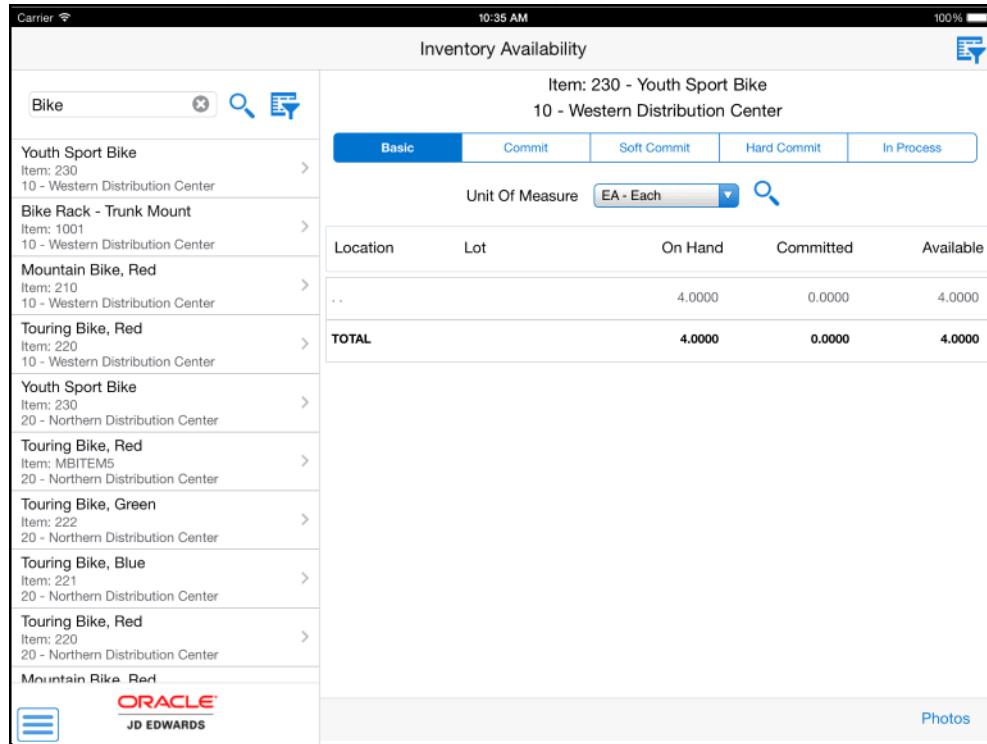 Carrier 10:35 AM 100%
Inventory Availability
Bike
Youth Sport Bike
Item: 230
10 - Western Distribution Center
Bike Rack - Trunk Mount
Item: 1001
10 - Western Distribution Center
Mountain Bike, Red
Item: 210
10 - Western Distribution Center
Touring Bike, Red
Item: 220
10 - Western Distribution Center
Youth Sport Bike
Item: 230
20 - Northern Distribution Center
Touring Bike, Red
Item: MBITEM5
20 - Northern Distribution Center
Touring Bike, Green
Item: 222
20 - Northern Distribution Center
Touring Bike, Blue
Item: 221
20 - Northern Distribution Center
Touring Bike, Red
Item: 220
20 - Northern Distribution Center
Mountain Bike, Red
ORACLE
JD EDWARDS
Item: 230 - Youth Sport Bike
10 - Western Distribution Center
Basic Commit Soft Commit Hard Commit In Process
Unit Of Measure EA - Each
Location Lot On Hand Committed Available
. . 4.0000 0.0000 4.0000
TOTAL 4.0000 0.0000 4.0000
Photos